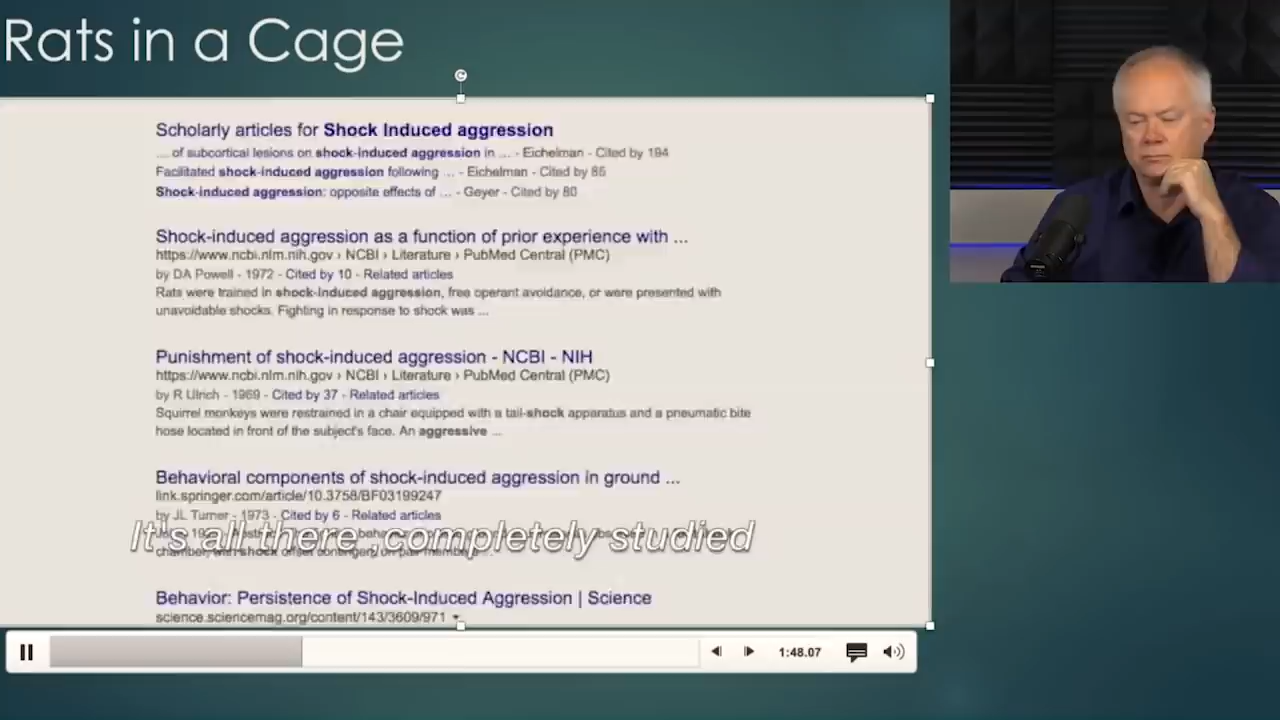 Rats in a Cage
Scholarly articles for Shock Induced aggression
... of subcortical lesions on shock-induced aggression in ... - Eichelman - Cited by 194
Facilitated shock-induced aggression following ... - Eichelman - Cited by 85
Shock-induced aggression: opposite effects of ... - Geyer - Cited by 80
Shock-induced aggression as a function of prior experience with ...
https://www.ncbi.nlm.nih.gov › NCBI › Literature › PubMed Central (PMC)
by DA Powell - 1972 - Cited by 10 - Related articles
Rats were trained in shock-induced aggression, free operant avoidance, or were presented with
unavoidable shocks. Fighting in response to shock was ...
Punishment of shock-induced aggression - NCBI - NIH
https://www.ncbi.nlm.nih.gov › NCBI › Literature › PubMed Central (PMC)
by R Ulrich - 1969 - Cited by 37 - Related articles
Squirrel monkeys were restrained in a chair equipped with a tail-shock apparatus and a pneumatic bite
hose located in front of the subject's face. An aggressive ...
Behavioral components of shock-induced aggression in ground ...
link.springer.com/article/10.3758/BF03199247
by JL Turner - 1973 - Cited by 6 - Related articles
It's all there ,completely studied
chamber, with shock offset contingent on pair member's ...
Behavior: Persistence of Shock-Induced Aggression | Science
science.sciencemag.org/content/143/3609/971
1:48.07